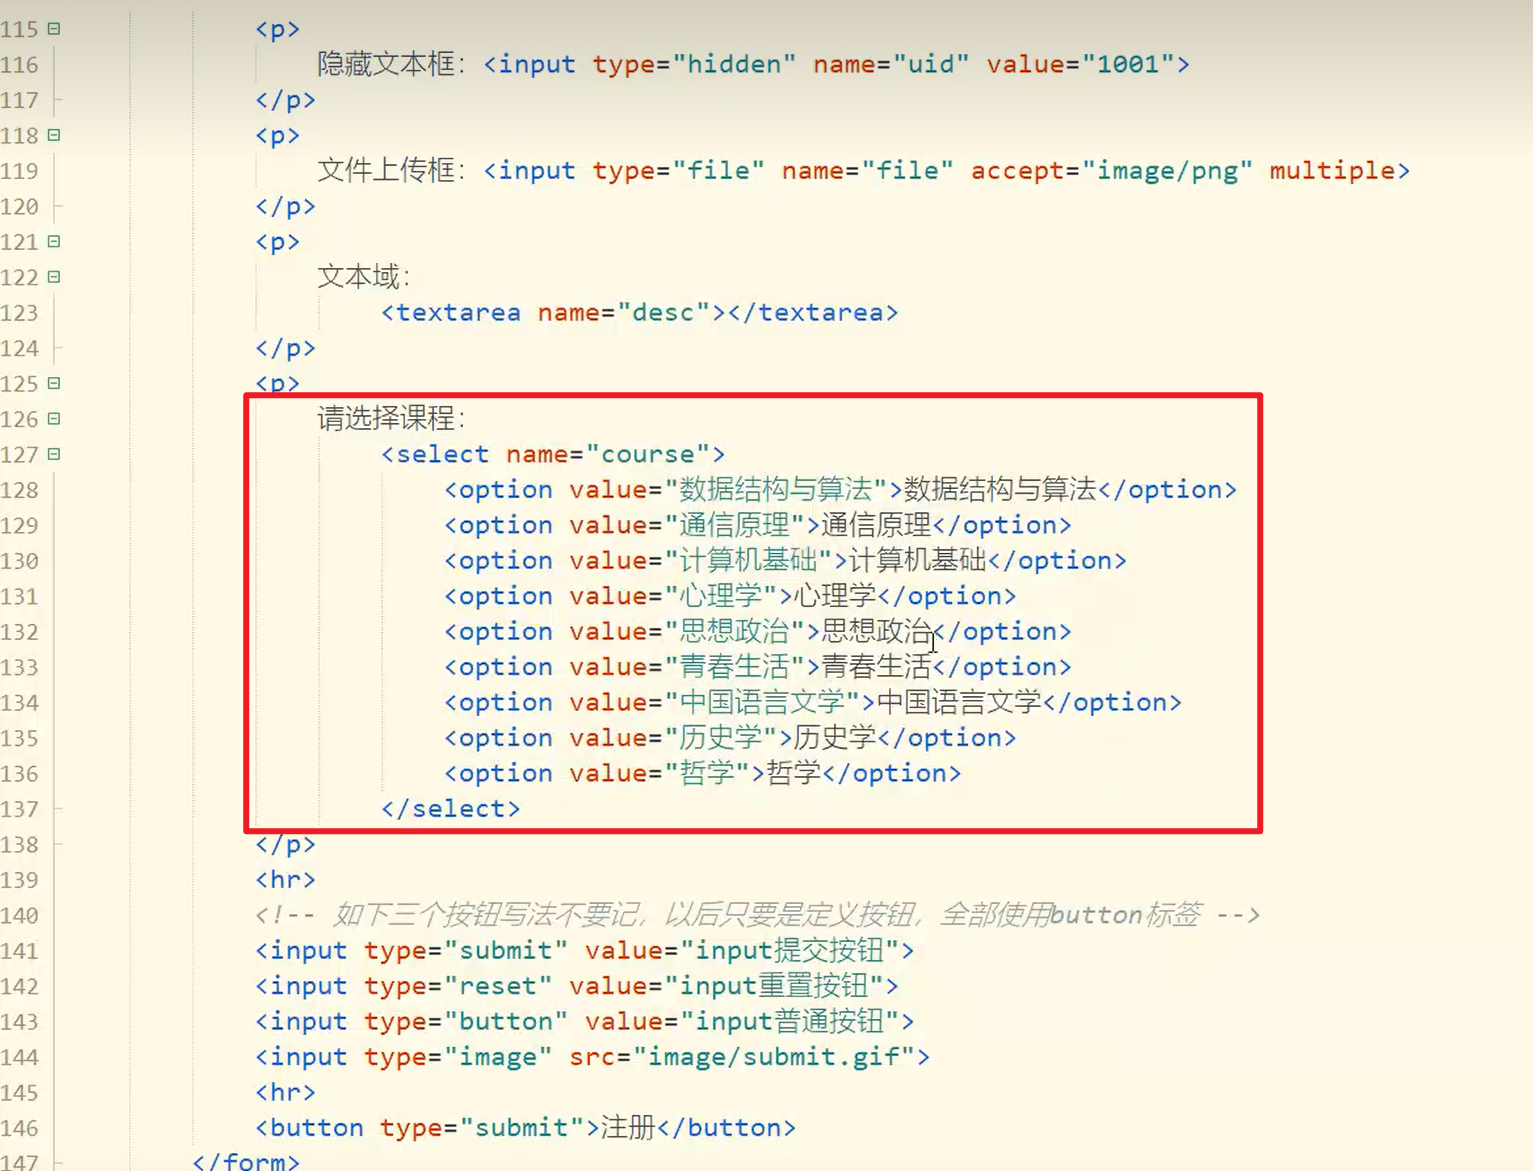 115 <p>
116 隐藏文本框：<input type="hidden" name="uid" value="1001">
117 </p>
118 <p>
119 文件上传框：<input type="file" name="file" accept="image/png" multiple>
120 </p>
121 <p>
122 文本域：
123 <textarea name="desc"></textarea>
124 </p>
125 <p>
126 请选择课程：
127 <select name="course">
128 <option value="数据结构与算法">数据结构与算法</option>
129 <option value="通信原理">通信原理</option>
130 <option value="计算机基础">计算机基础</option>
131 <option value="心理学">心理学</option>
132 <option value="思想政治">思想政治</option>
133 <option value="青春生活">青春生活</option>
134 <option value="中国语言文学">中国语言文学</option>
135 <option value="历史学">历史学</option>
136 <option value="哲学">哲学</option>
137 </select>
138 </p>
139 <hr>
140 <!-- 如下三个按钮写法不要记，以后只要是定义按钮，全部使用button标签 -->
141 <input type="submit" value="input提交按钮">
142 <input type="reset" value="input重置按钮">
143 <input type="button" value="input普通按钮">
144 <input type="image" src="image/submit.gif">
145 <hr>
146 <button type="submit">注册</button>
147 </form>